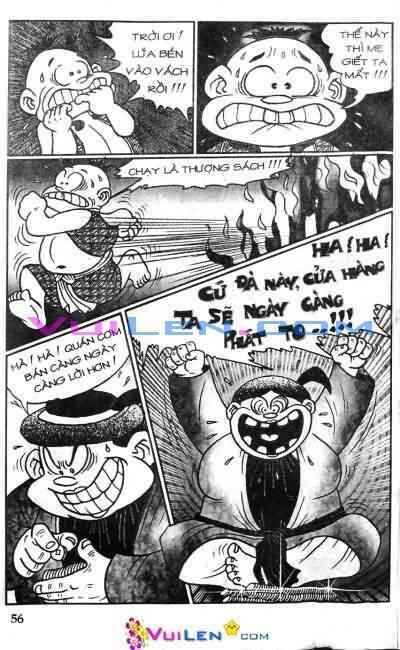 TRỜI ƠI!
LỬA BÉN
VÀO VÁCH
RỒI!!!
THẾ NÀY
THÌ MẸ
GIẾT TA
MẤT!!!
CHẠY LÀ THƯỢNG SÁCH!!!
HIA! HIA!
CỨ ĐÀ NÀY, CỬA HÀNG
TA SẼ NGÀY CÀNG
PHÁT TO...!!!
HÀ! HÀ! QUÁN CƠM
BÁN CÀNG NGÀY
CÀNG LỜI HƠN!
VUILEN.COM
56
VUILEN.COM